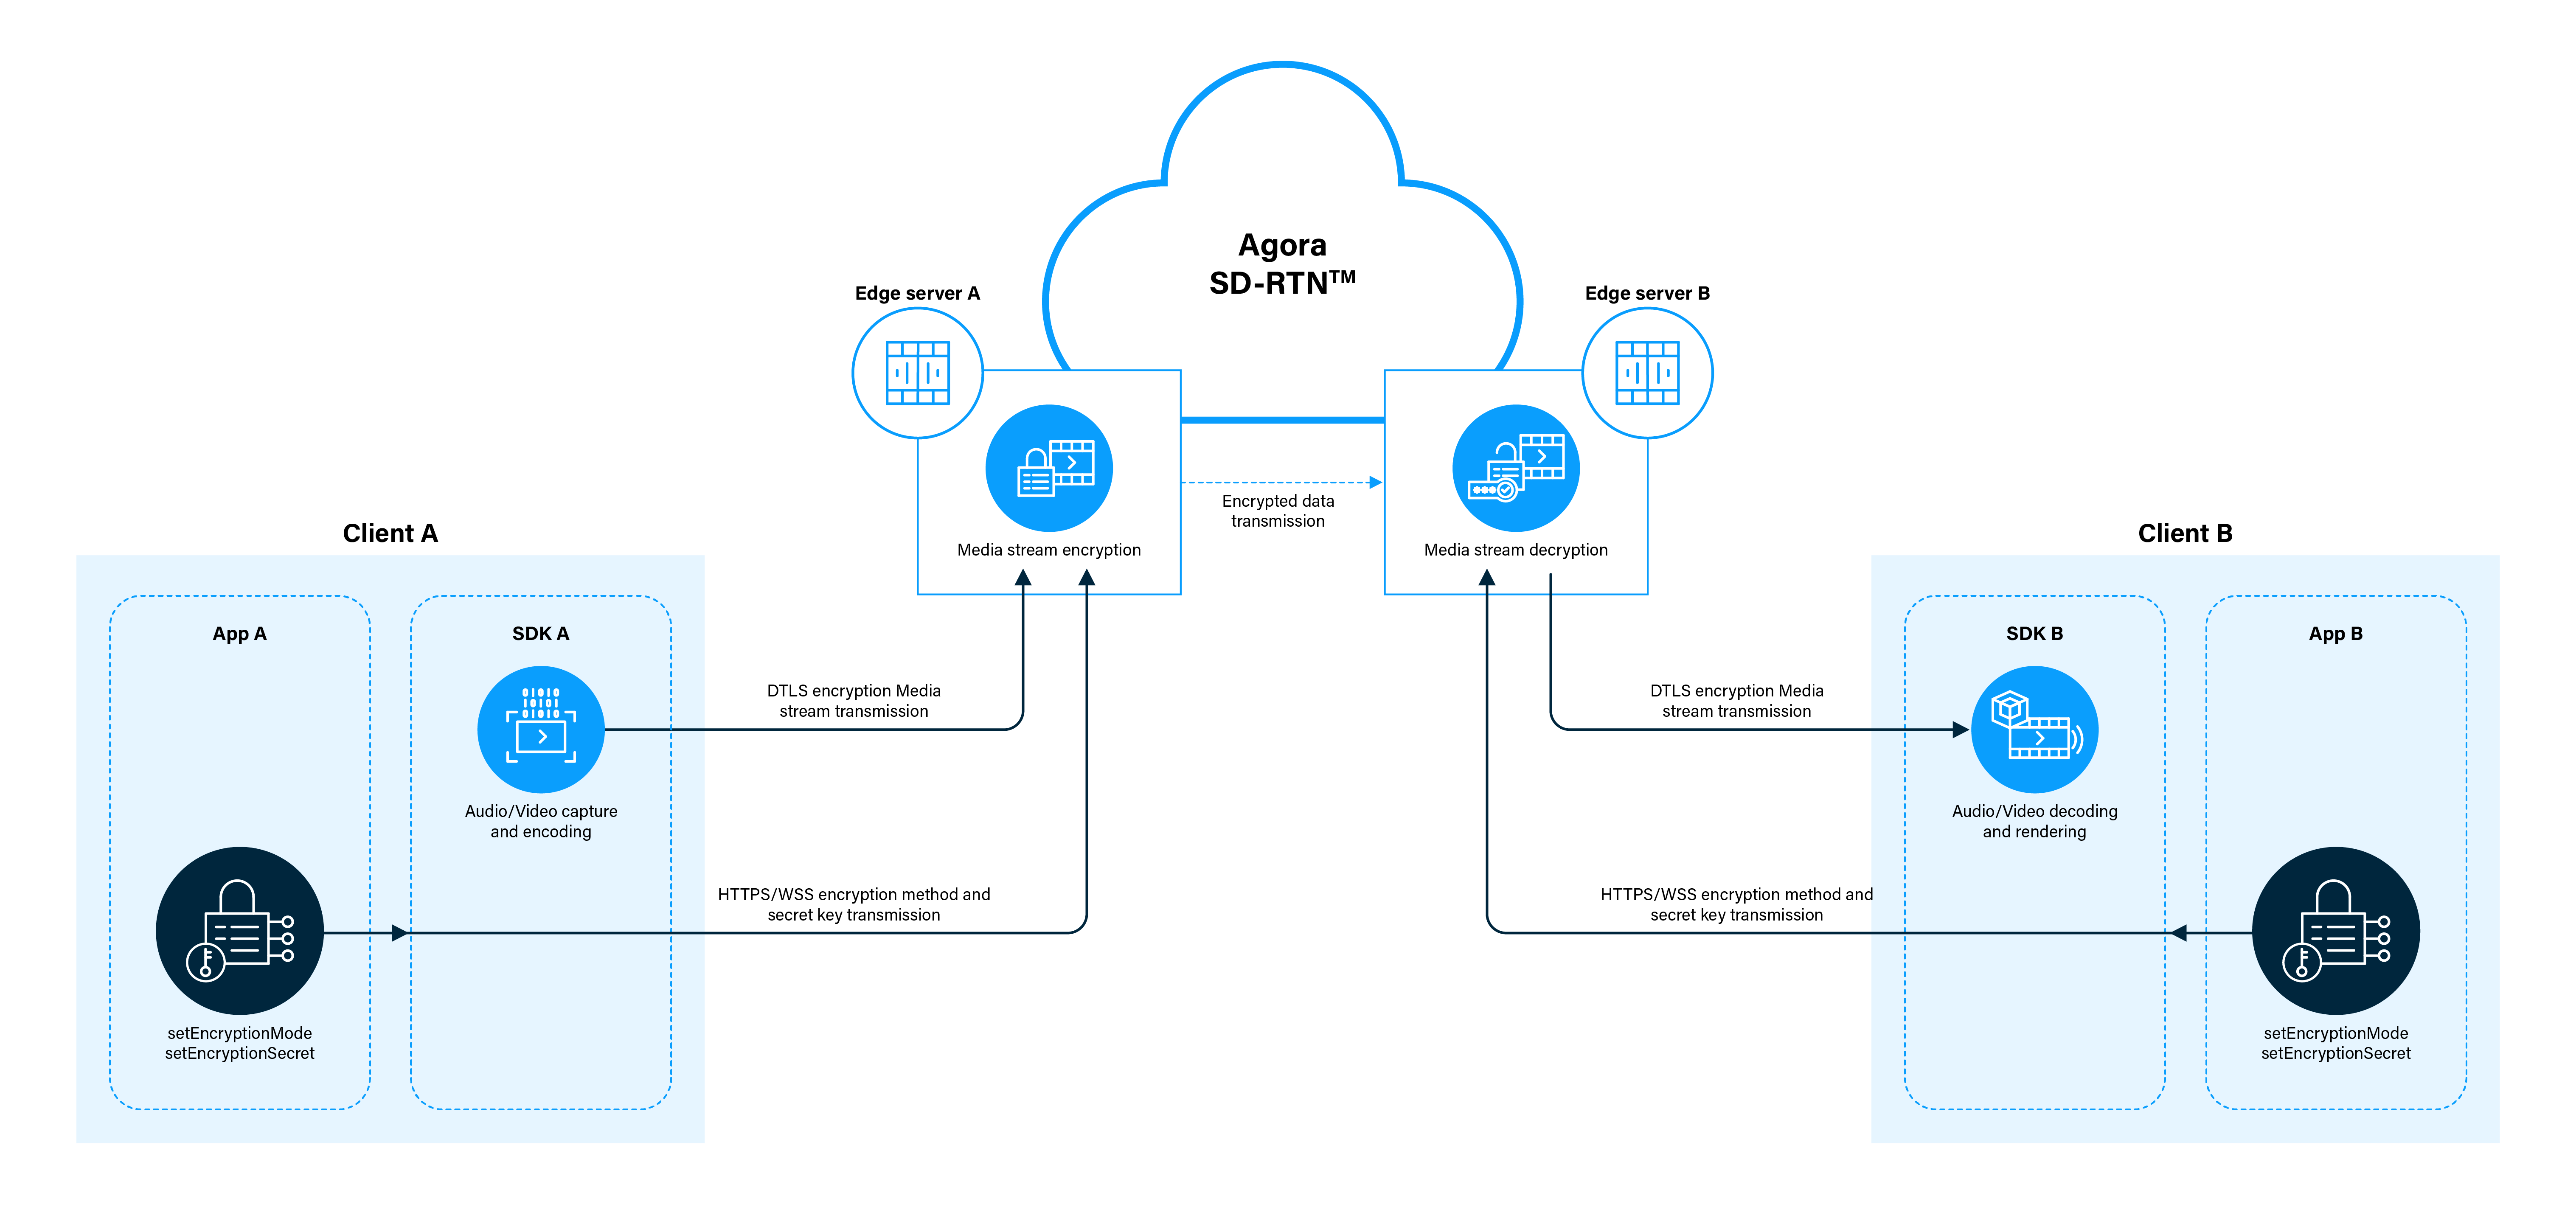 Agora
SD-RTN™
Edge server A
Edge server B
Media stream encryption
Encrypted data
transmission
Media stream decryption
Client A
App A
SDK A
Audio/Video capture
and encoding
setEncryptionMode
setEncryptionSecret
DTLS encryption Media
stream transmission
HTTPS/WSS encryption method and
secret key transmission
DTLS encryption Media
stream transmission
HTTPS/WSS encryption method and
secret key transmission
Client B
SDK B
App B
Audio/Video decoding
and rendering
setEncryptionMode
setEncryptionSecret